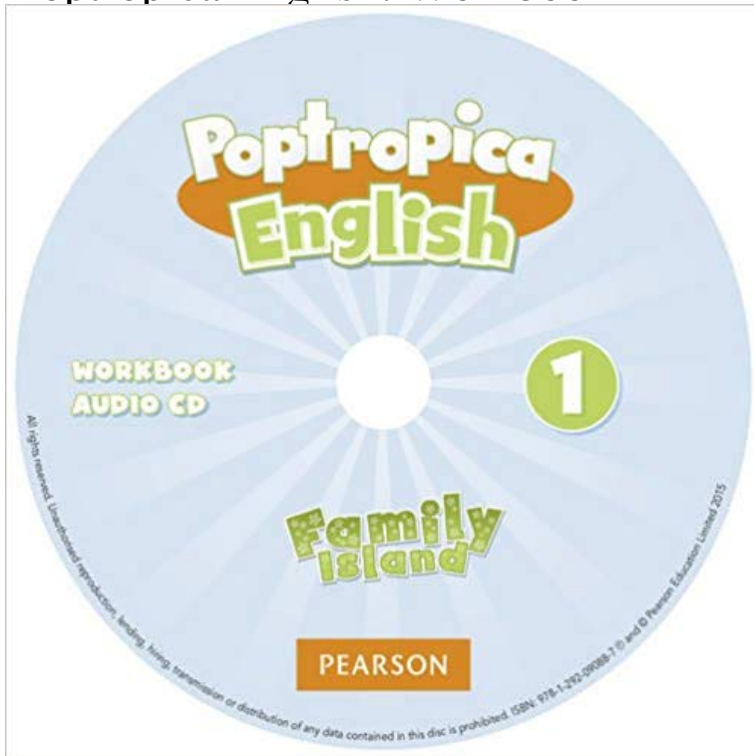 Poptropica
English
WORKBOOK
AUDIO CD
1
Family
Island
PEARSON
All rights reserved. Unauthorised reproduction, lending, hiring, transmission or distribution of any data contained in this disc is prohibited. ISBN: 978-1-292-09088-7 ℗ and © Pearson Education Limited 2015